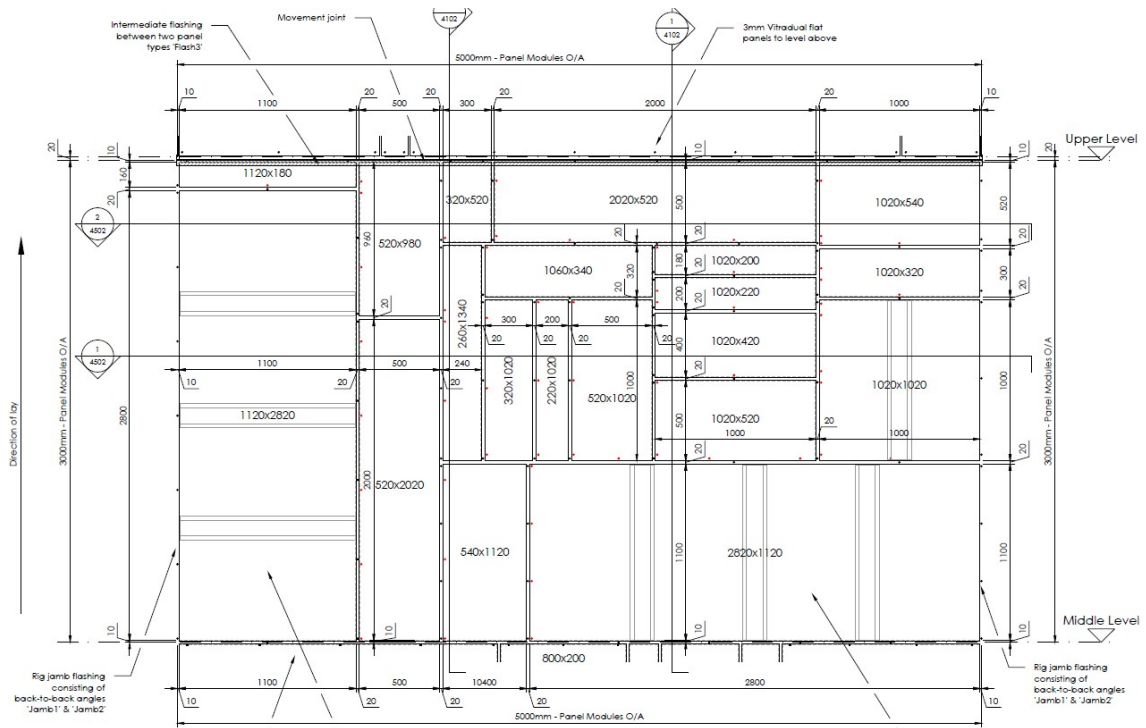 4102
1
4102
Intermediate flashing
between two panel
types 'Flash3'
Movement joint
3mm Vitradual flat
panels to level above
5000mm - Panel Modules O/A
10
1100
20
500
20
300
20
2000
20
1000
10
Upper Level
20
10
160
20
10
20
1120x180
320x520
2020x520
1020x540
500
520
2
4502
960
520x980
20
20
1060x340
320
180
20
1020x200
1020x320
300
200
20
1020x220
20
20
260x1340
300
200
500
20
20
20
20
400
1020x420
1
4502
1100
500
240
10
20
20
320x1020
220x1020
520x1020
1000
20
1020x1020
1000
Direction of lay
3000mm - Panel Modules O/A
2800
1120x2820
500
1020x520
20
1000
1000
3000mm - Panel Modules O/A
20
20
2000
520x2020
540x1120
2820x1120
1100
1100
10
10
10
10
Middle Level
800x200
Rig jamb flashing
consisting of
back-to-back angles
'Jamb1' & 'Jamb2'
Rig jamb flashing
consisting of
back-to-back angles
'Jamb1' & 'Jamb2'
1100
500
10400
2800
10
20
20
20
10
5000mm - Panel Modules O/A